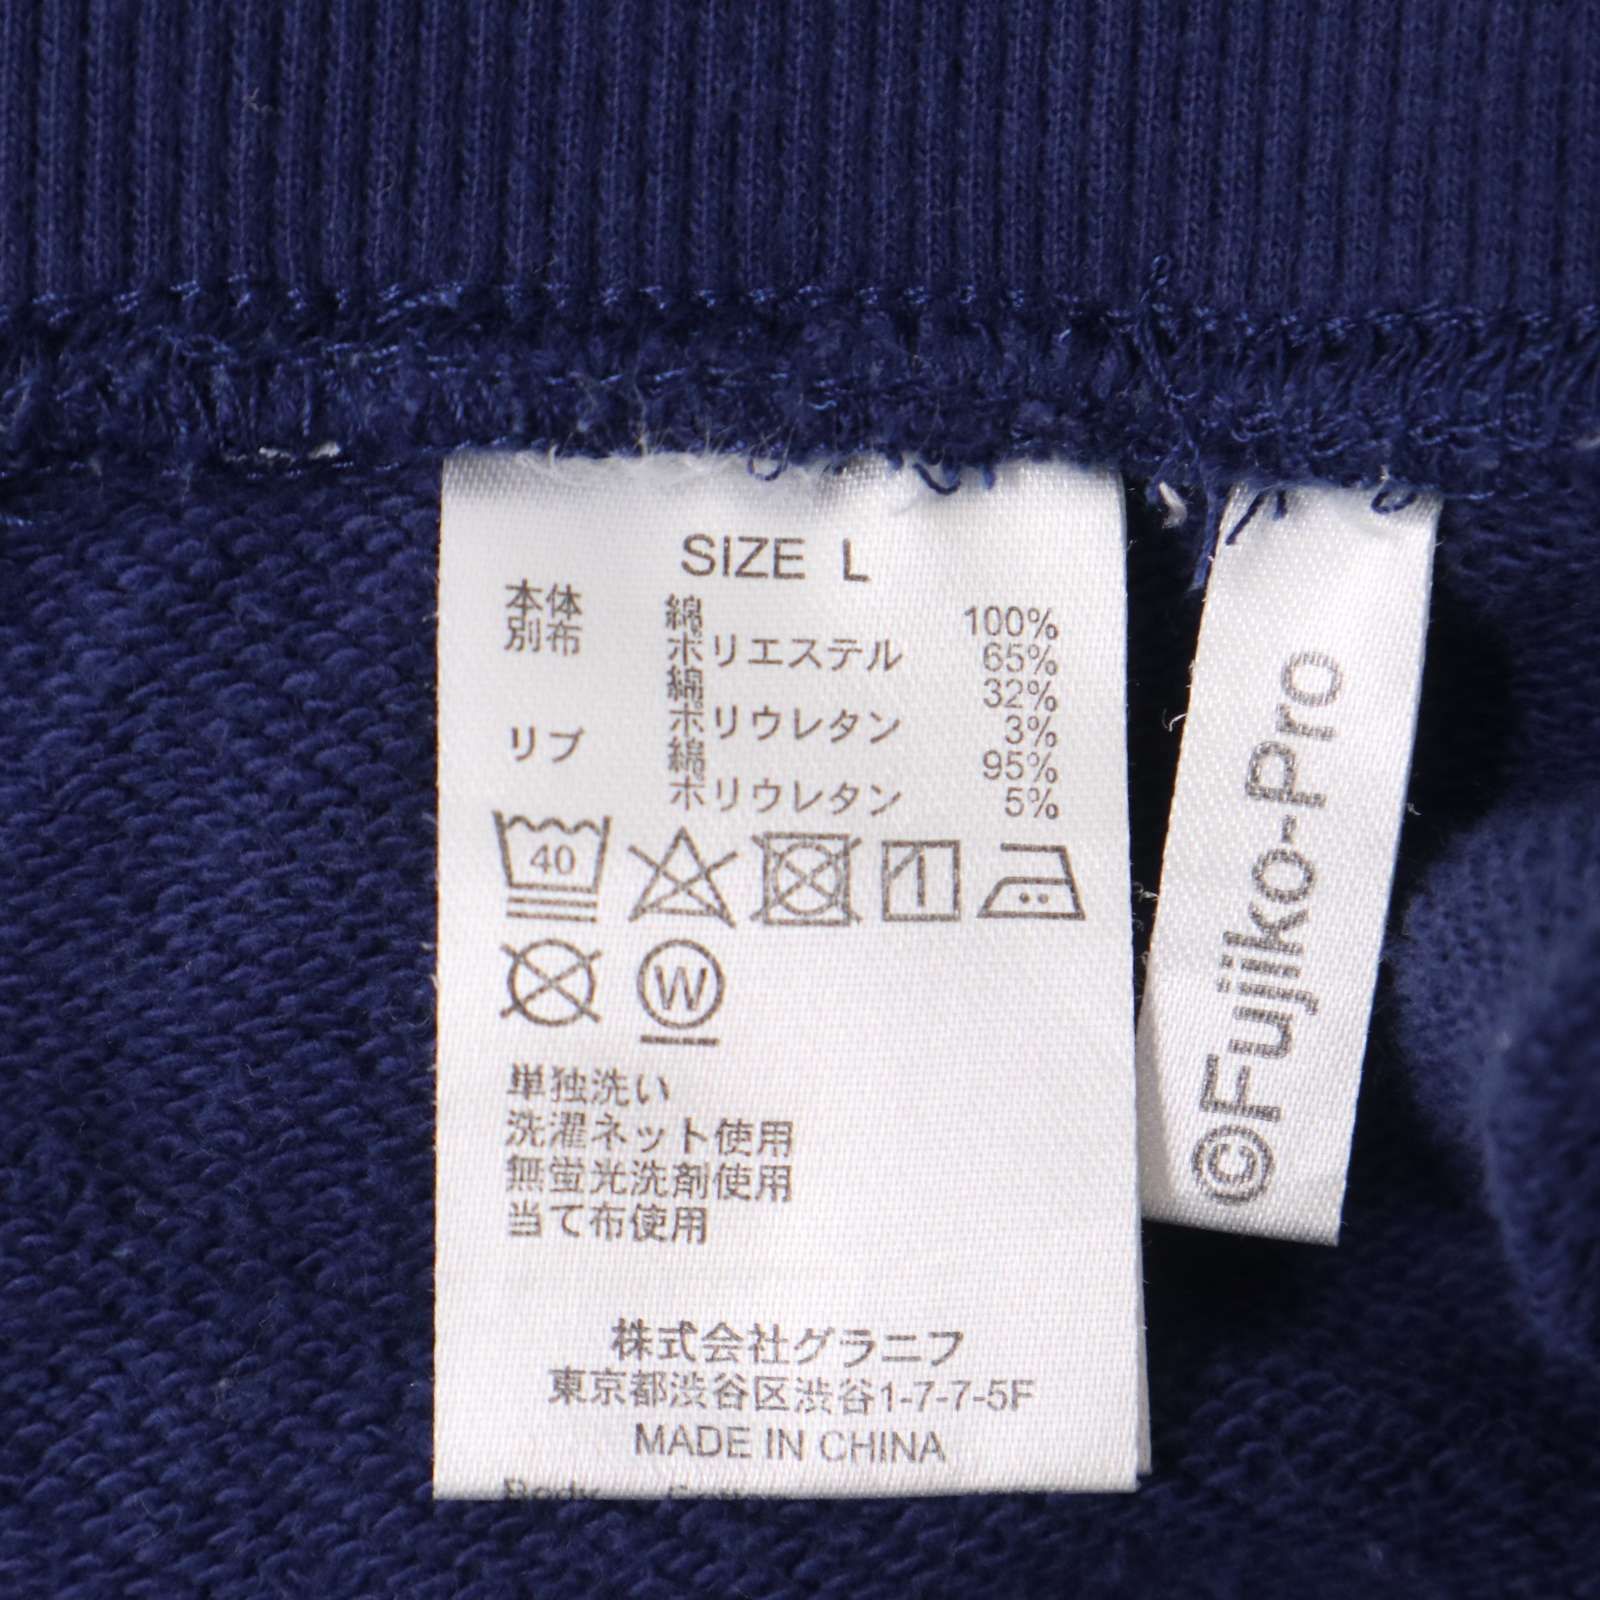 SIZE L
本体 綿 100%
別布 ポリエステル 65%
綿 32%
ポリウレタン 3%
リブ 綿 95%
ポリウレタン 5%
40
W
単独洗い
洗濯ネット使用
無蛍光洗剤使用
当て布使用
株式会社グラニフ
東京都渋谷区渋谷1-7-7-5F
MADE IN CHINA
©Fujiko-Pro